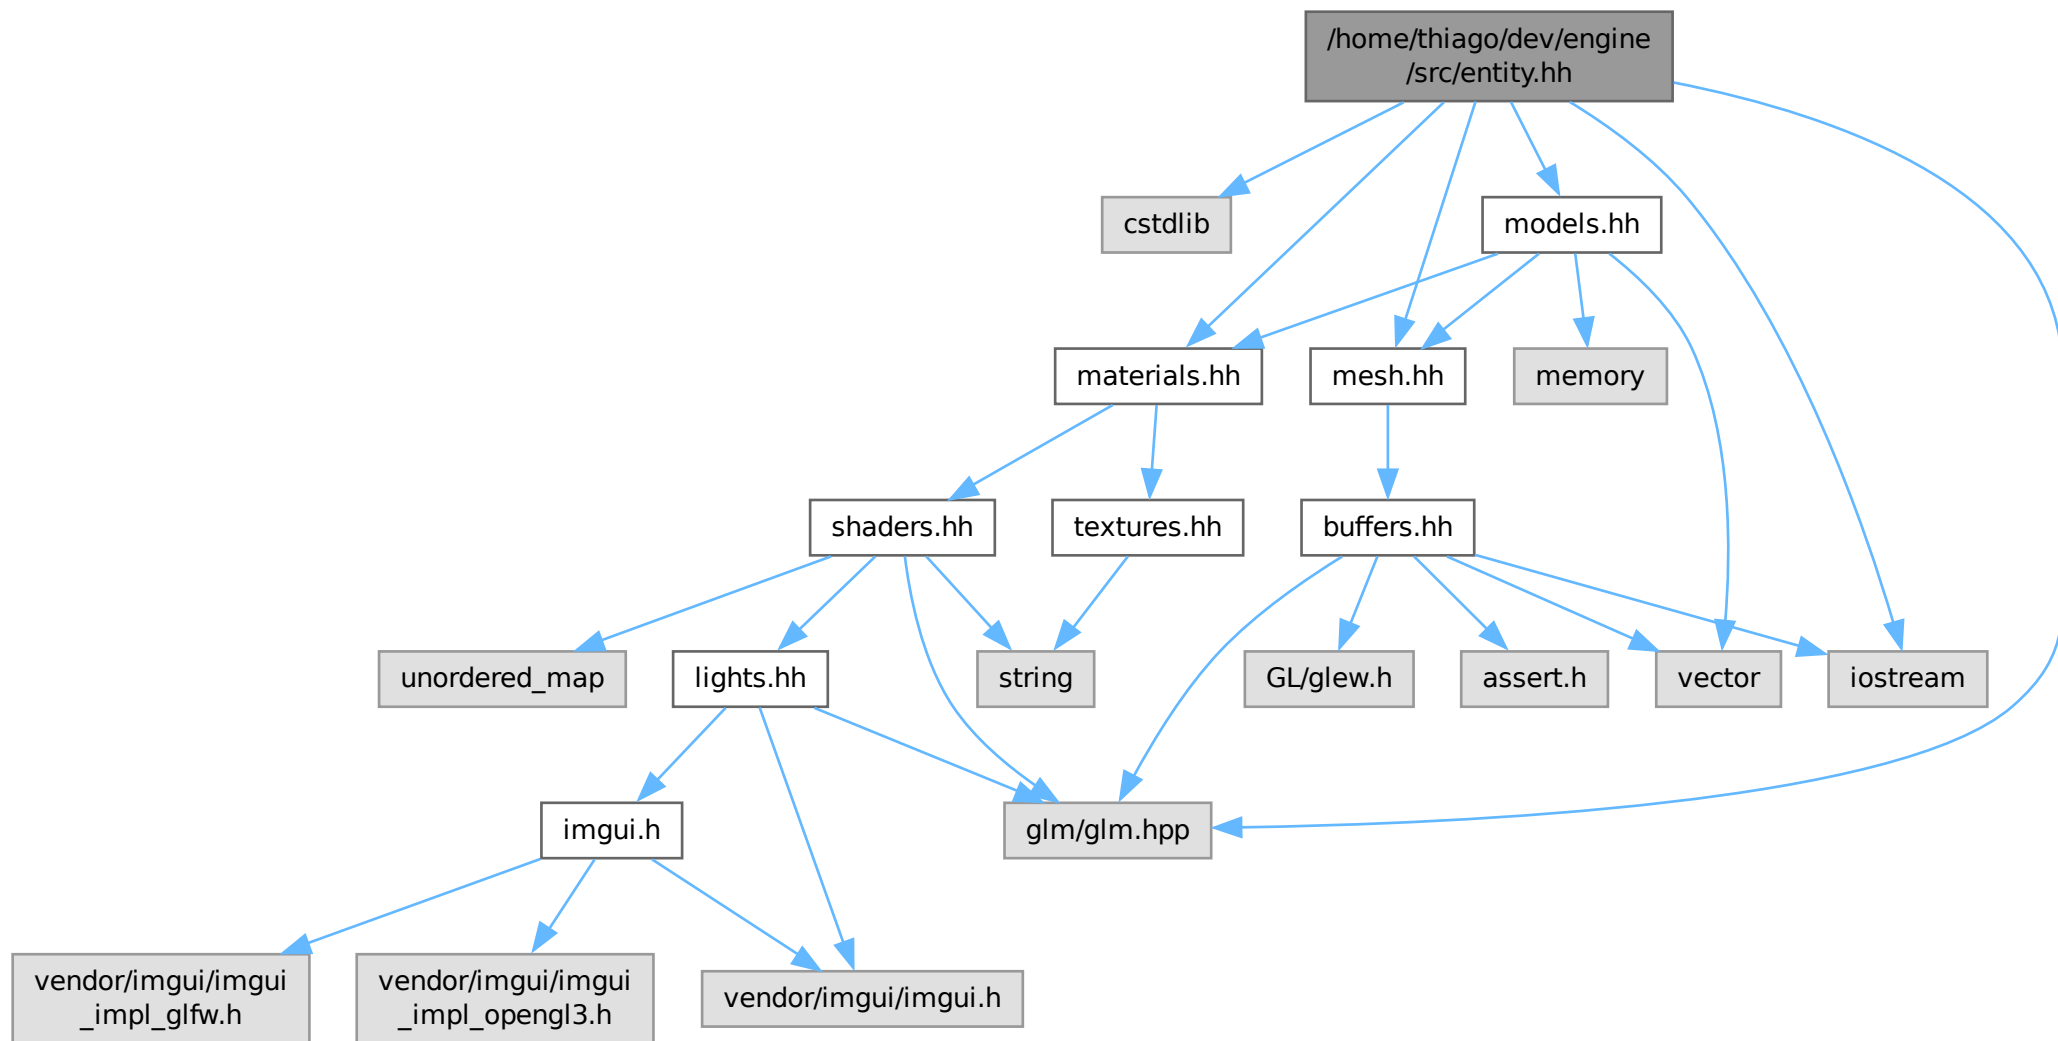 /home/thiago/dev/engine
/src/entity.hh
cstdlib
models.hh
materials.hh
mesh.hh
memory
shaders.hh
textures.hh
buffers.hh
unordered_map
lights.hh
string
GL/glew.h
assert.h
vector
iostream
imgui.h
glm/glm.hpp
vendor/imgui/imgui
_impl_glfw.h
vendor/imgui/imgui
_impl_opengl3.h
vendor/imgui/imgui.h